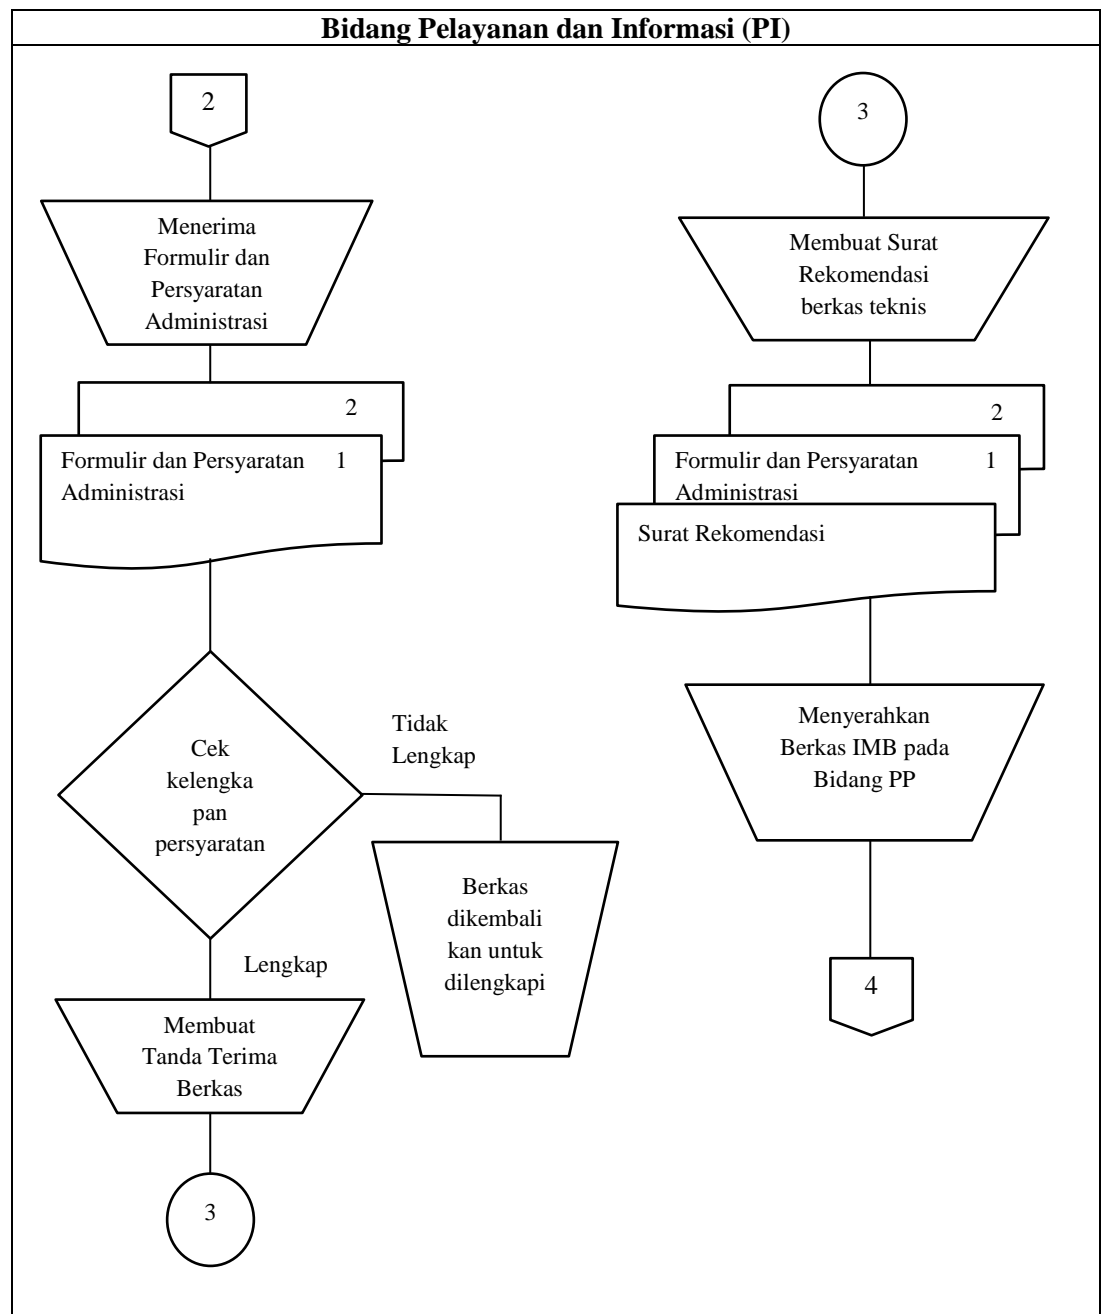 Bidang Pelayanan dan Informasi (PI)
2
Menerima
Formulir dan
Persyaratan
Administrasi
2
Formulir dan Persyaratan 1
Administrasi
Cek
kelengka
pan
persyaratan
Tidak
Lengkap
Berkas
dikembali
kan untuk
dilengkapi
Lengkap
Membuat
Tanda Terima
Berkas
3
3
Membuat Surat
Rekomendasi
berkas teknis
2
Formulir dan Persyaratan 1
Administrasi
Surat Rekomendasi
Menyerahkan
Berkas IMB pada
Bidang PP
4